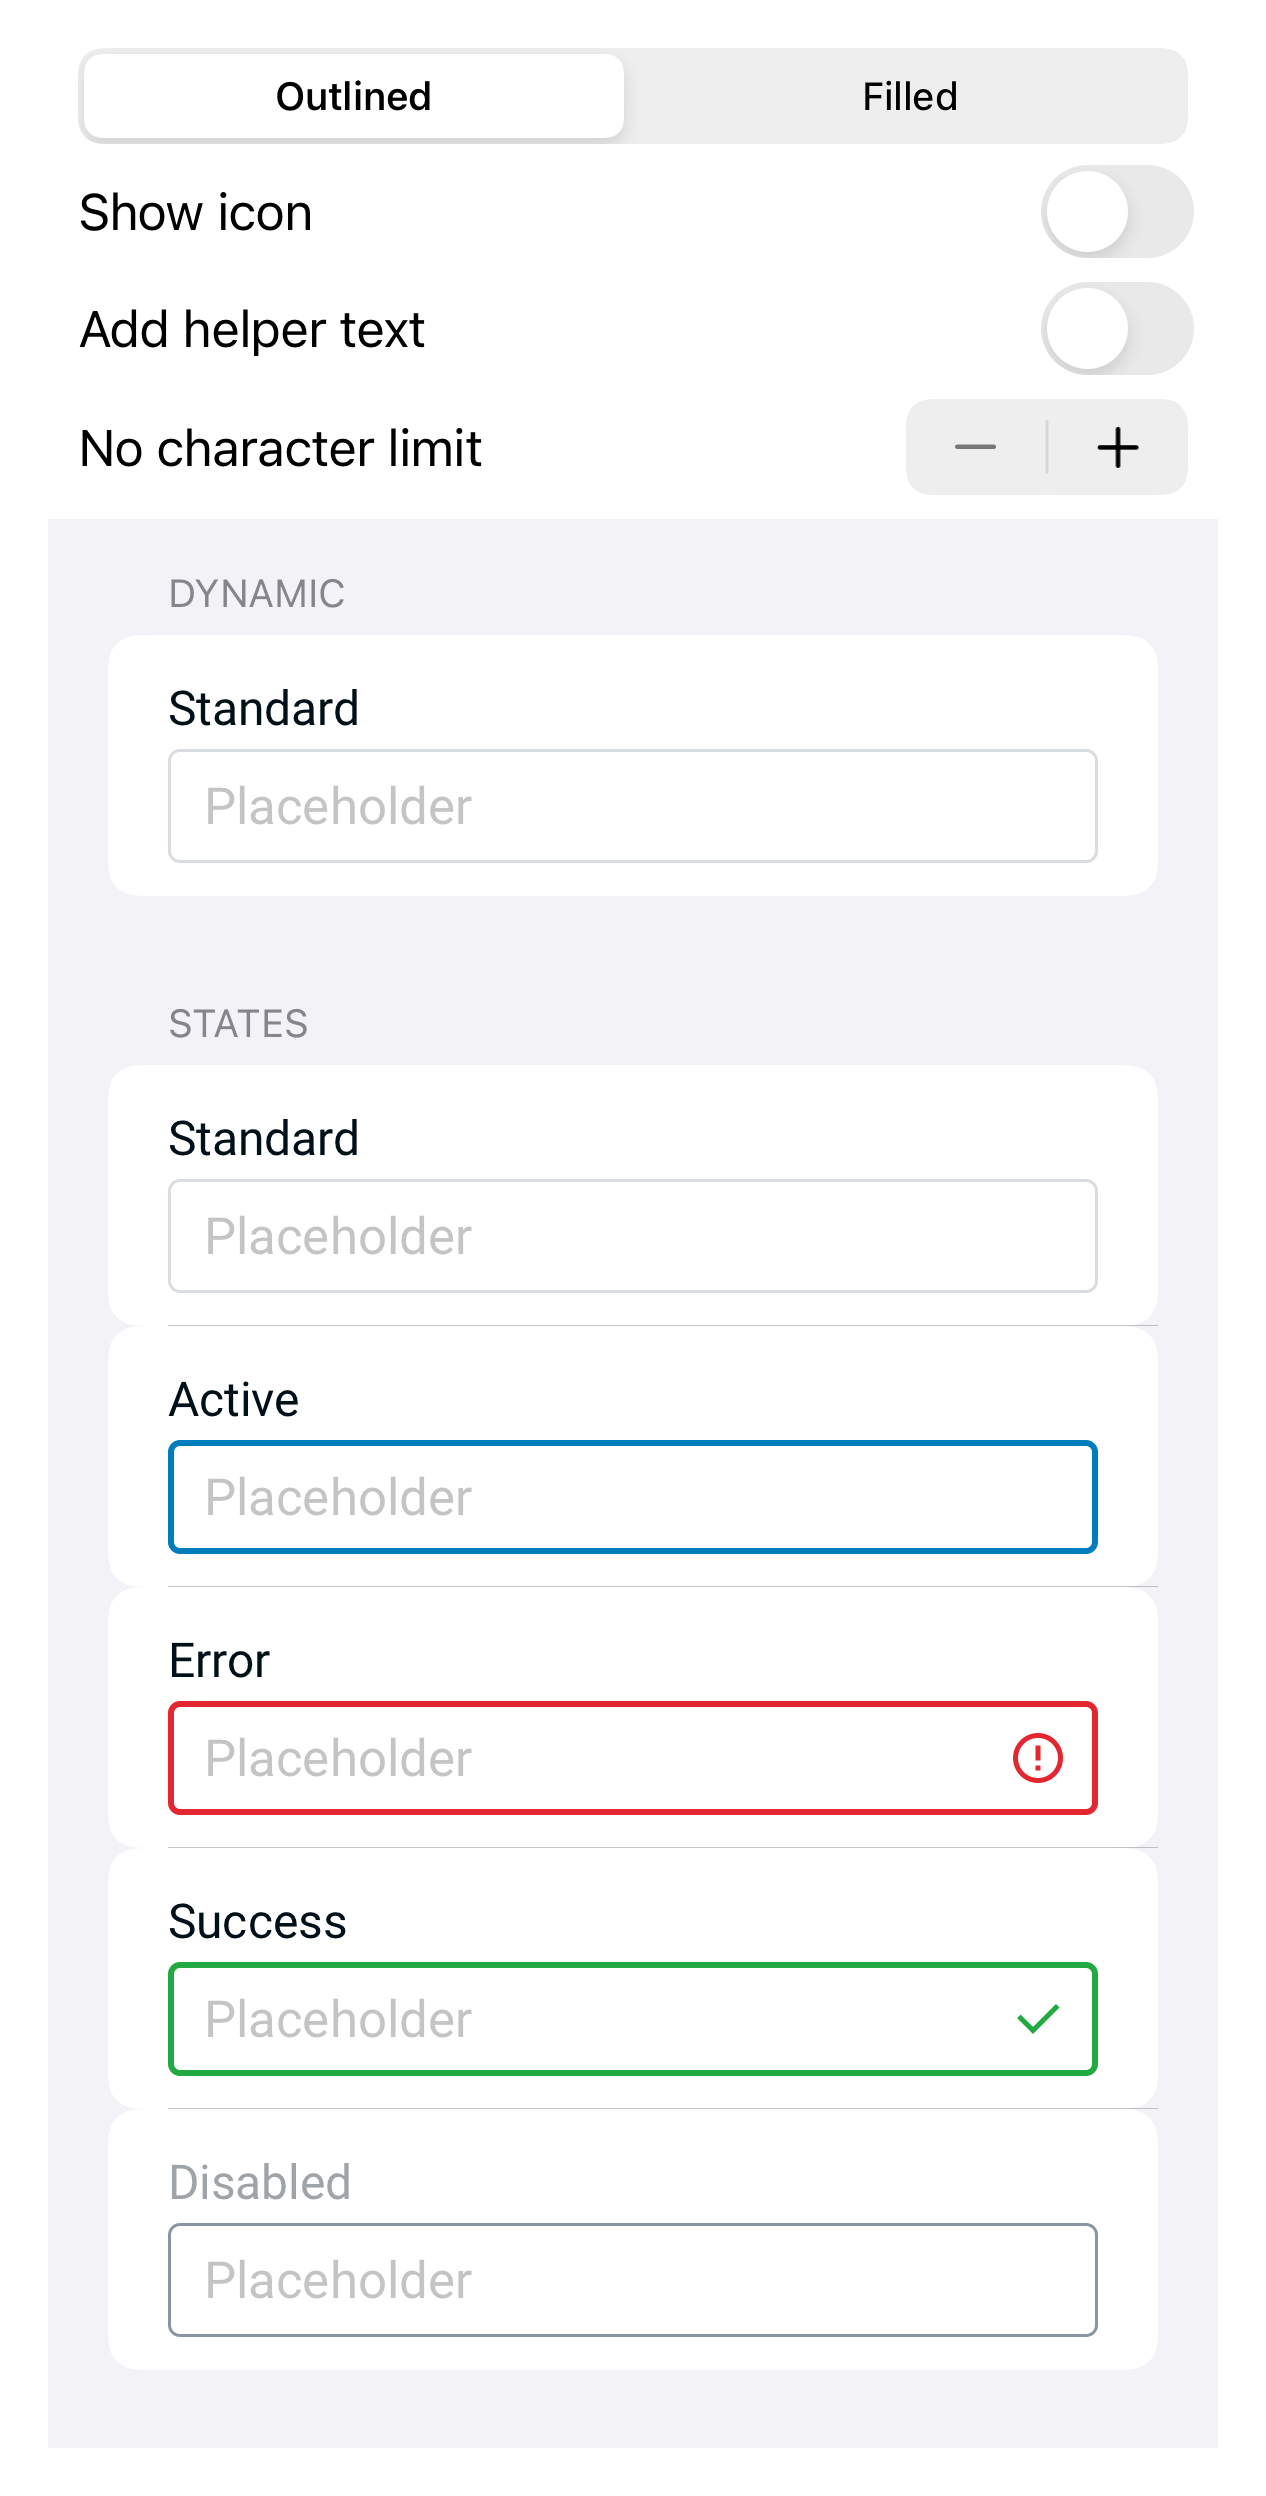 Outlined Filled
Show icon
Add helper text
No character limit
DYNAMIC
Standard
Placeholder
STATES
Standard
Placeholder
Active
Placeholder
Error
Placeholder
Success
Placeholder
Disabled
Placeholder